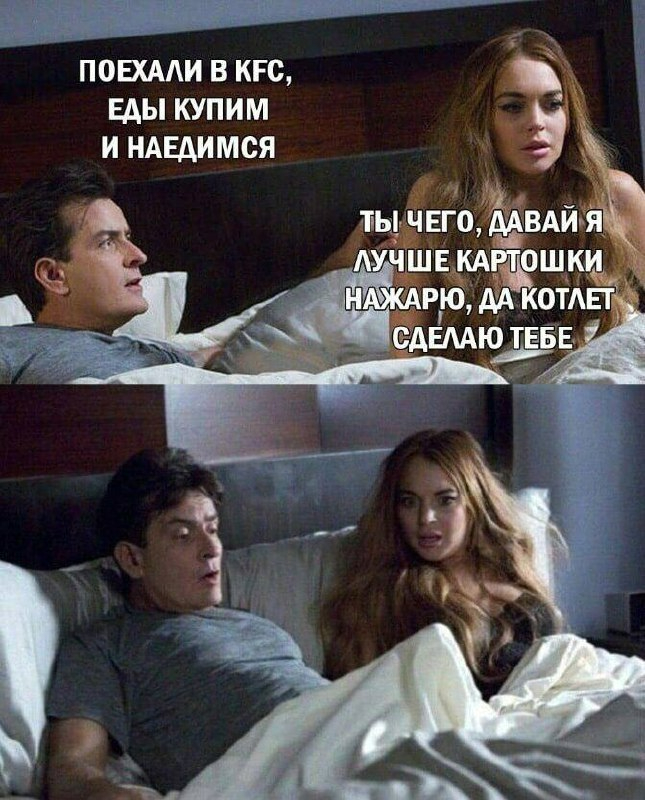 ПОЕХАЛИ В KFC,
ЕДЫ КУПИМ
И НАЕДИМСЯ
ТЫ ЧЕГО, ДАВАЙ Я
ЛУЧШЕ КАРТОШКИ
НАЖАРЮ, ДА КОТЛЕТ
СДЕЛАЮ ТЕБЕ